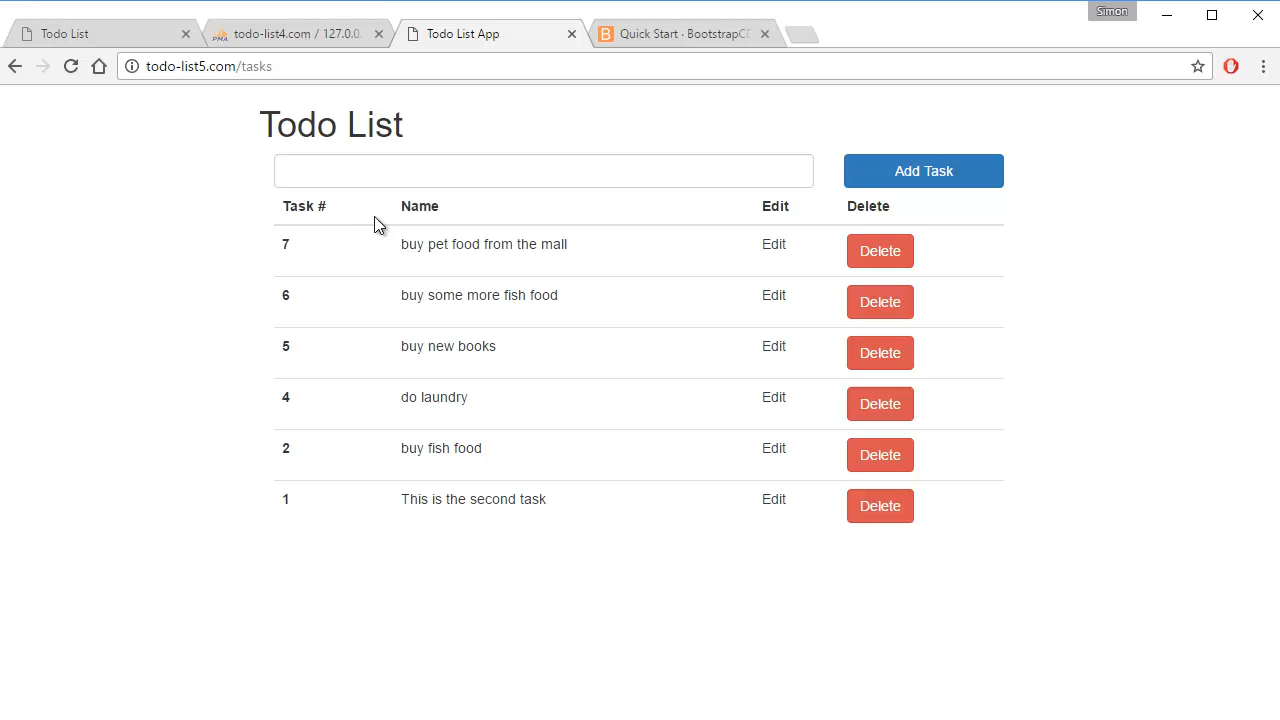 Simon
Todo List
todo-list4.com / 127.0.0
Todo List App
Quick Start · BootstrapCD
todo-list5.com/tasks
Todo List
Add Task
Task # Name Edit Delete
7 buy pet food from the mall Edit Delete
6 buy some more fish food Edit Delete
5 buy new books Edit Delete
4 do laundry Edit Delete
2 buy fish food Edit Delete
1 This is the second task Edit Delete